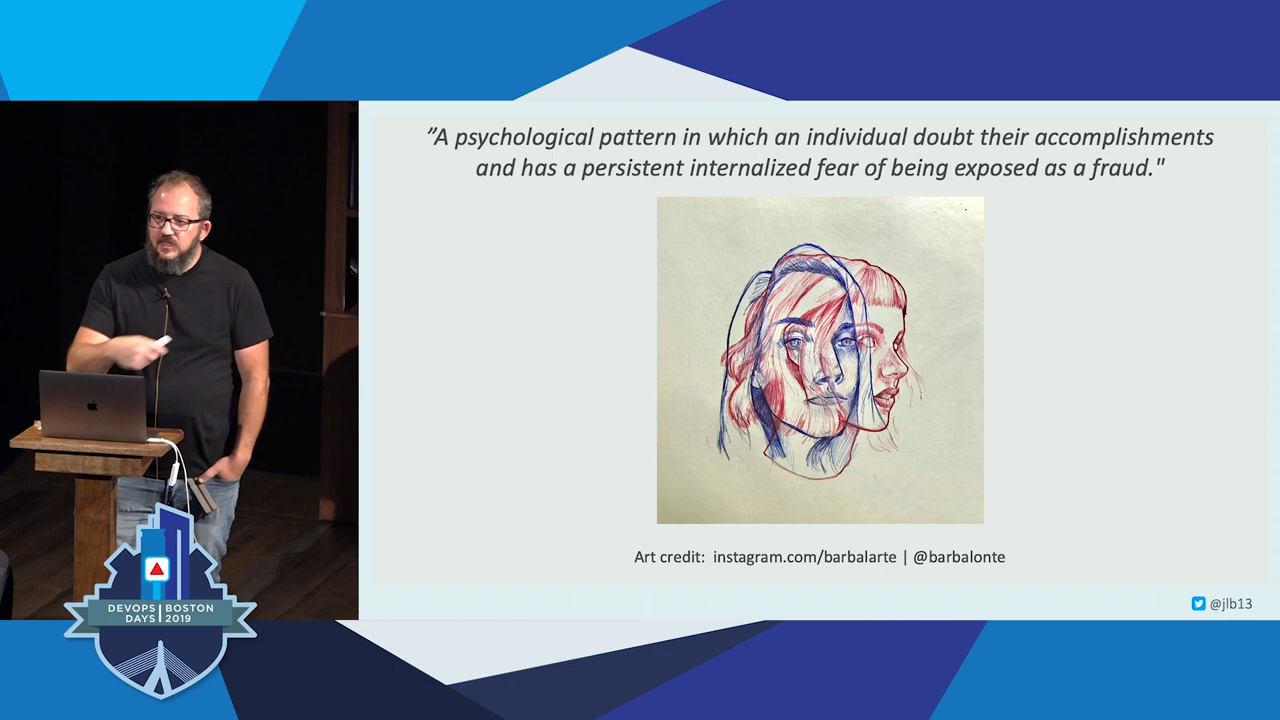 ”A psychological pattern in which an individual doubt their accomplishments
and has a persistent internalized fear of being exposed as a fraud."
Art credit:  instagram.com/barbalarte | @barbalonte
@jlb13
DEVOPS BOSTON
DAYS 2019